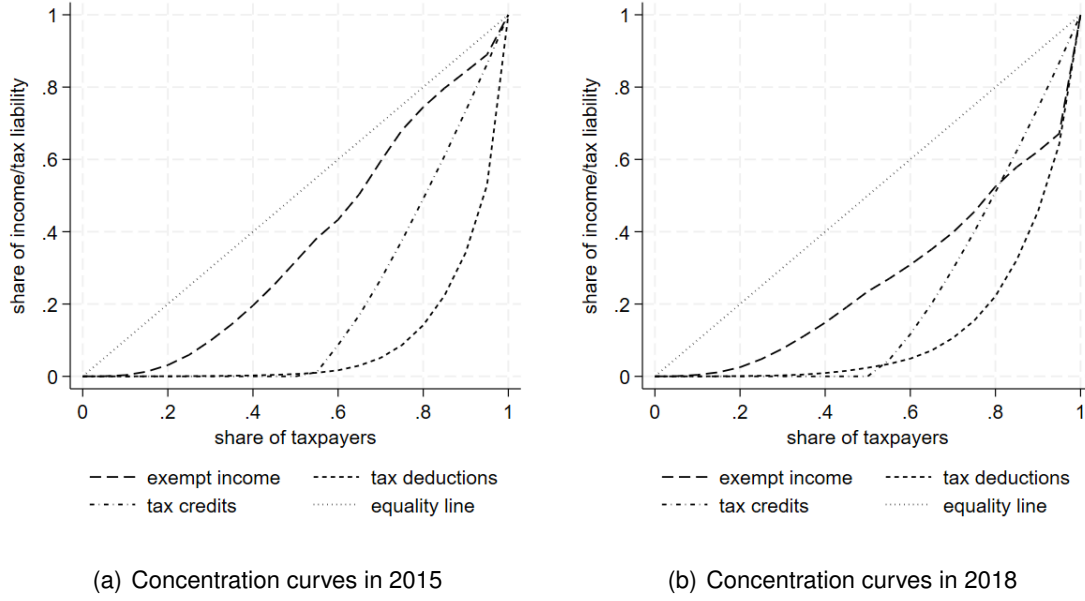 1
.8
.6
.4
.2
0
share of income/tax liability
0 .2 .4 .6 .8 1
share of taxpayers
exempt income tax deductions
tax credits equality line
(a) Concentration curves in 2015
1
.8
.6
.4
.2
0
share of income/tax liability
0 .2 .4 .6 .8 1
share of taxpayers
exempt income tax deductions
tax credits equality line
(b) Concentration curves in 2018